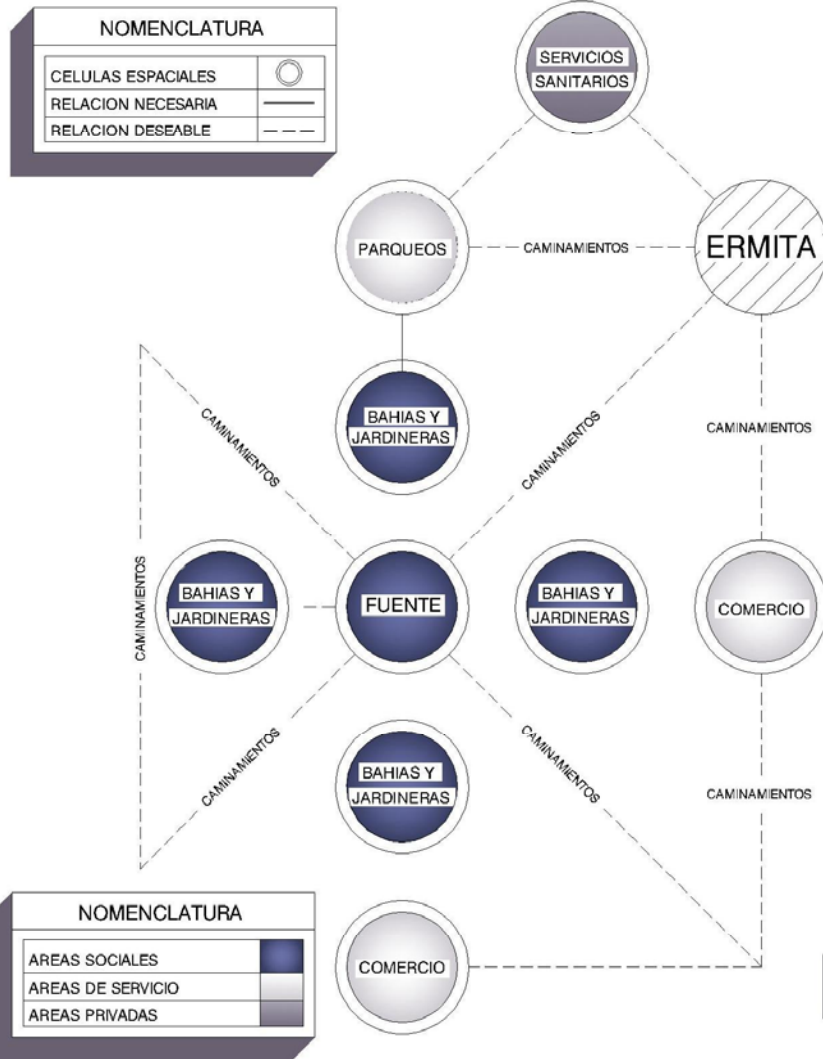 NOMENCLATURA
CELULAS ESPACIALES
RELACION NECESARIA
RELACION DESEABLE
SERVICIOS
SANITARIOS
PARQUEOS
CAMINAMIENTOS
ERMITA
BAHIAS Y
JARDINERAS
CAMINAMIENTOS
CAMINAMIENTOS
CAMINAMIENTOS
CAMINAMIENTOS
BAHIAS Y
JARDINERAS
FUENTE
BAHIAS Y
JARDINERAS
COMERCIO
CAMINAMIENTOS
CAMINAMIENTOS
BAHIAS Y
JARDINERAS
CAMINAMIENTOS
COMERCIO
NOMENCLATURA
AREAS SOCIALES
AREAS DE SERVICIO
AREAS PRIVADAS